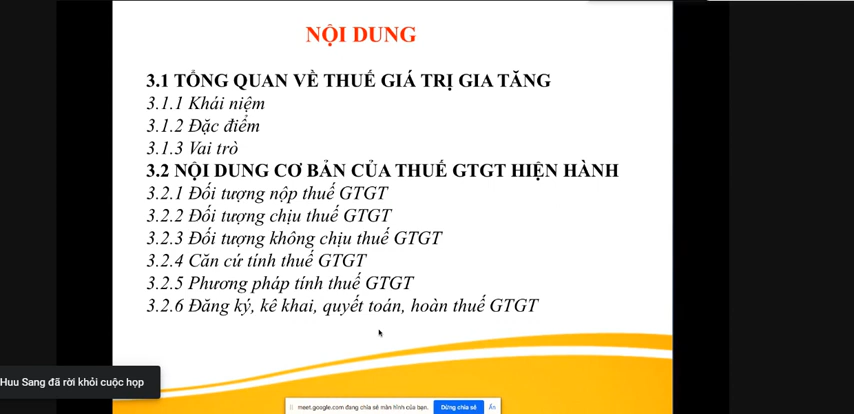 NỘI DUNG
3.1 TỔNG QUAN VỀ THUẾ GIÁ TRỊ GIA TĂNG
3.1.1 Khái niệm
3.1.2 Đặc điểm
3.1.3 Vai trò
3.2 NỘI DUNG CƠ BẢN CỦA THUẾ GTGT HIỆN HÀNH
3.2.1 Đối tượng nộp thuế GTGT
3.2.2 Đối tượng chịu thuế GTGT
3.2.3 Đối tượng không chịu thuế GTGT
3.2.4 Căn cứ tính thuế GTGT
3.2.5 Phương pháp tính thuế GTGT
3.2.6 Đăng ký, kê khai, quyết toán, hoàn thuế GTGT
Huu Sang đã rời khỏi cuộc họp
meet.google.com đang chia sẻ màn hình của bạn. Dừng chia sẻ Ẩn